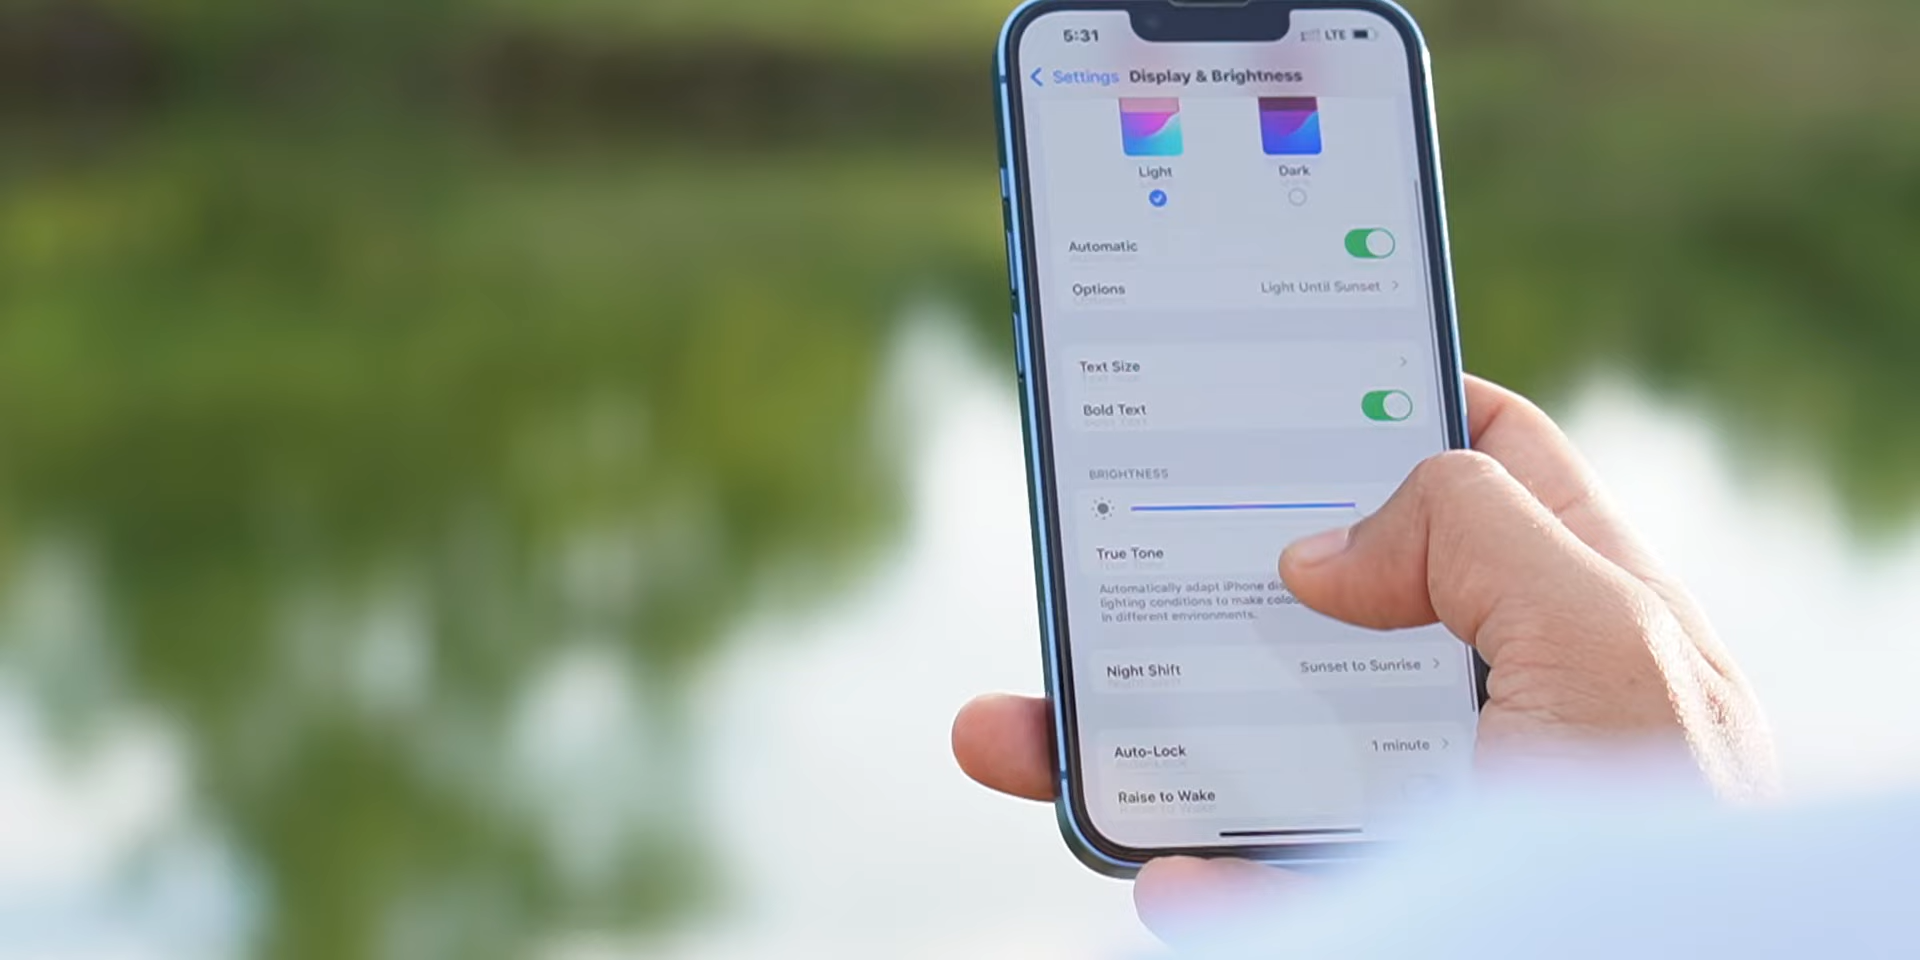 5:31 LTE
Settings Display & Brightness
Light Dark
Automatic
Options Light Until Sunset
Text Size
Bold Text
BRIGHTNESS
True Tone
Automatically adapt iPhone
lighting conditions to make
in different environments.
Night Shift Sunset to Sunrise
Auto-Lock 1 minute
Raise to Wake